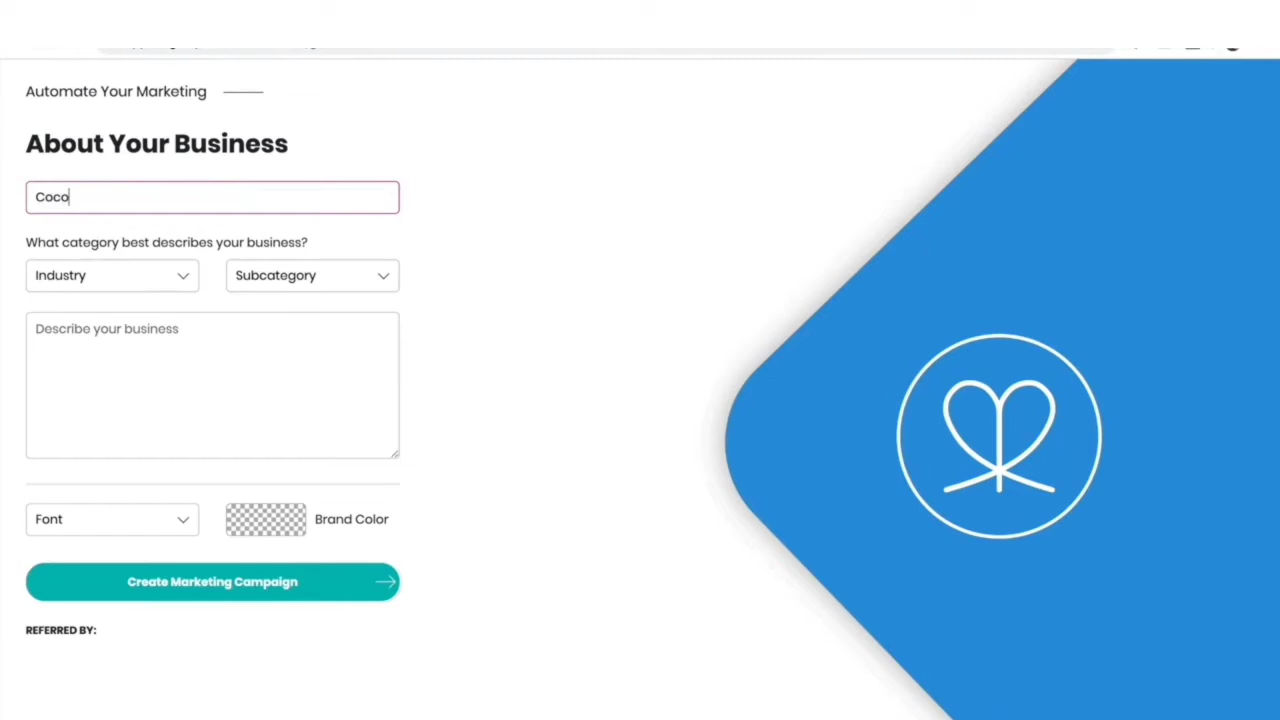 Automate Your Marketing
About Your Business
Coco
What category best describes your business?
Industry
Subcategory
Describe your business
Font
Brand Color
Create Marketing Campaign
REFERRED BY: